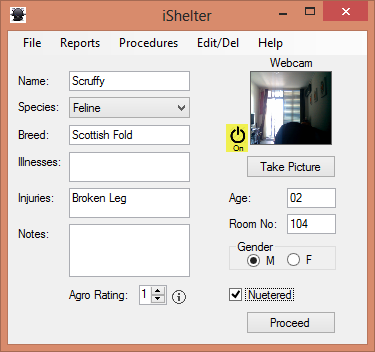 iShelter
File Reports Procedures Edit/Del Help
Webcam
Name: Scruffy
Species: Feline
On
Breed: Scottish Fold
Illnesses:
Take Picture
Injuries: Broken Leg
Age: 02
Room No: 104
Notes:
Gender
M F
Agro Rating: 1
Nuetered
Proceed